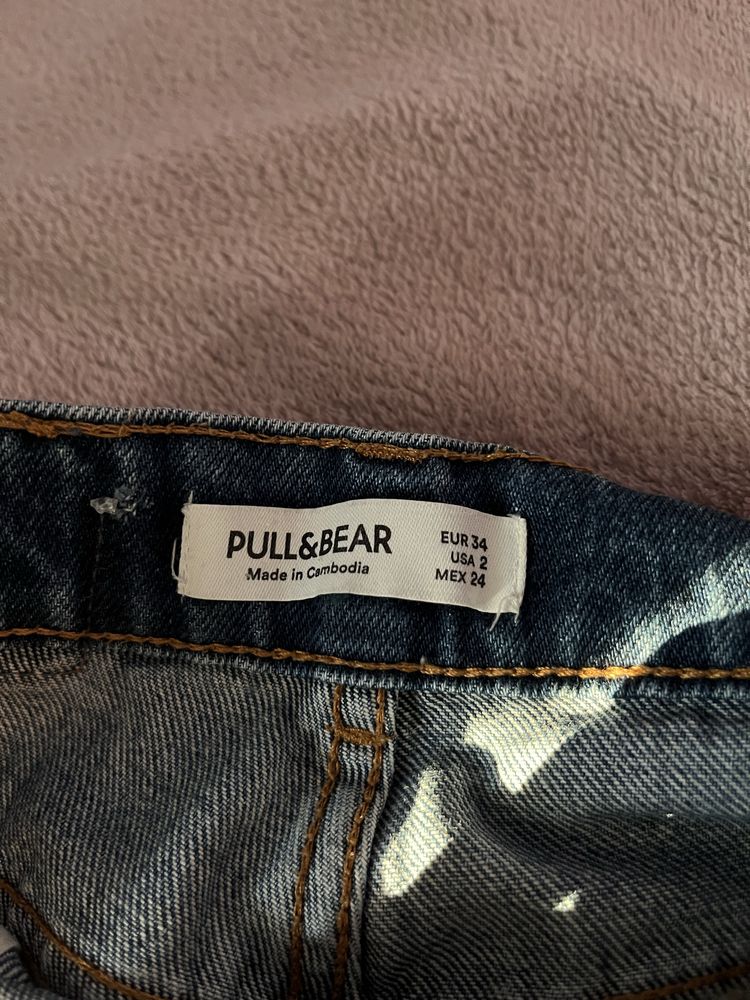 PULL&BEAR
Made in Cambodia
EUR 34
USA 2
MEX 24